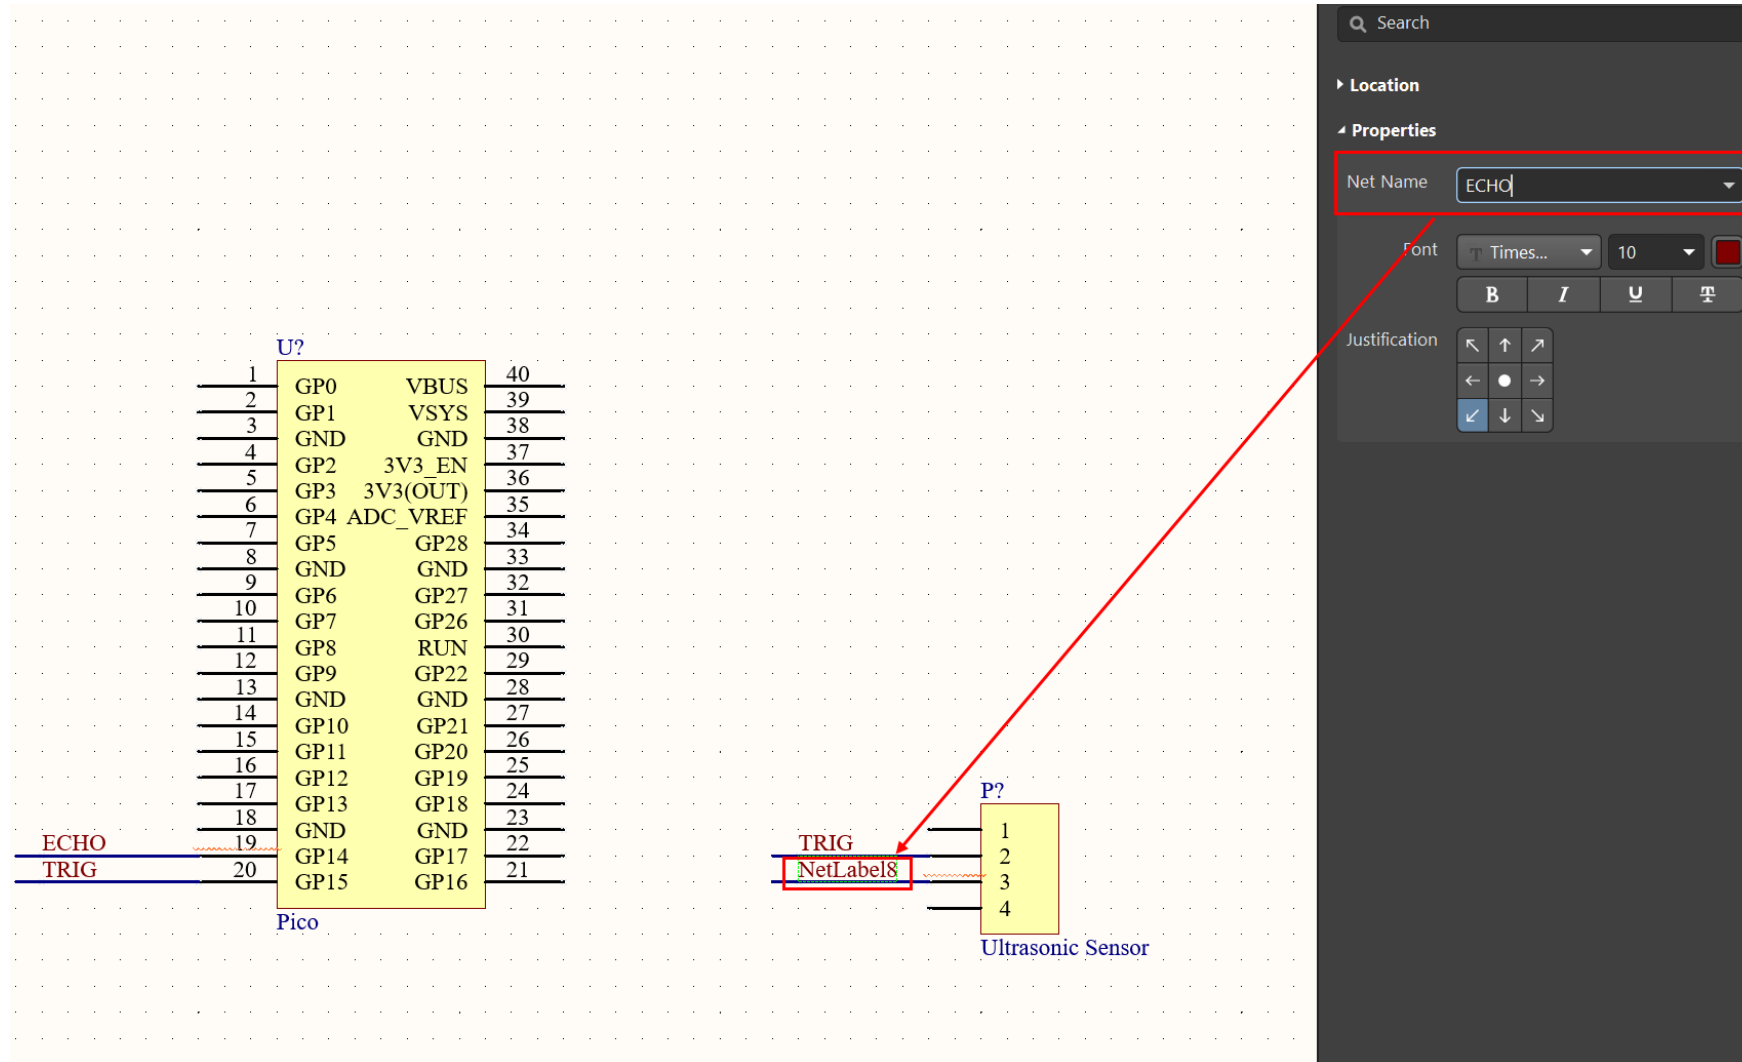 Search
Location
Properties
Net Name ECHO
Font T Times... 10
B I U T
Justification
U?
1 GP0 VBUS 40
2 GP1 VSYS 39
3 GND GND 38
4 GP2 3V3_EN 37
5 GP3 3V3(OUT) 36
6 GP4 ADC_VREF 35
7 GP5 GP28 34
8 GND GND 33
9 GP6 GP27 32
10 GP7 GP26 31
11 GP8 RUN 30
12 GP9 GP22 29
13 GND GND 28
14 GP10 GP21 27
15 GP11 GP20 26
16 GP12 GP19 25
17 GP13 GP18 24
18 GND GND 23
ECHO 19 GP14 GP17 22
TRIG 20 GP15 GP16 21
Pico
P?
1
TRIG 2
NetLabel8 3
4
Ultrasonic Sensor